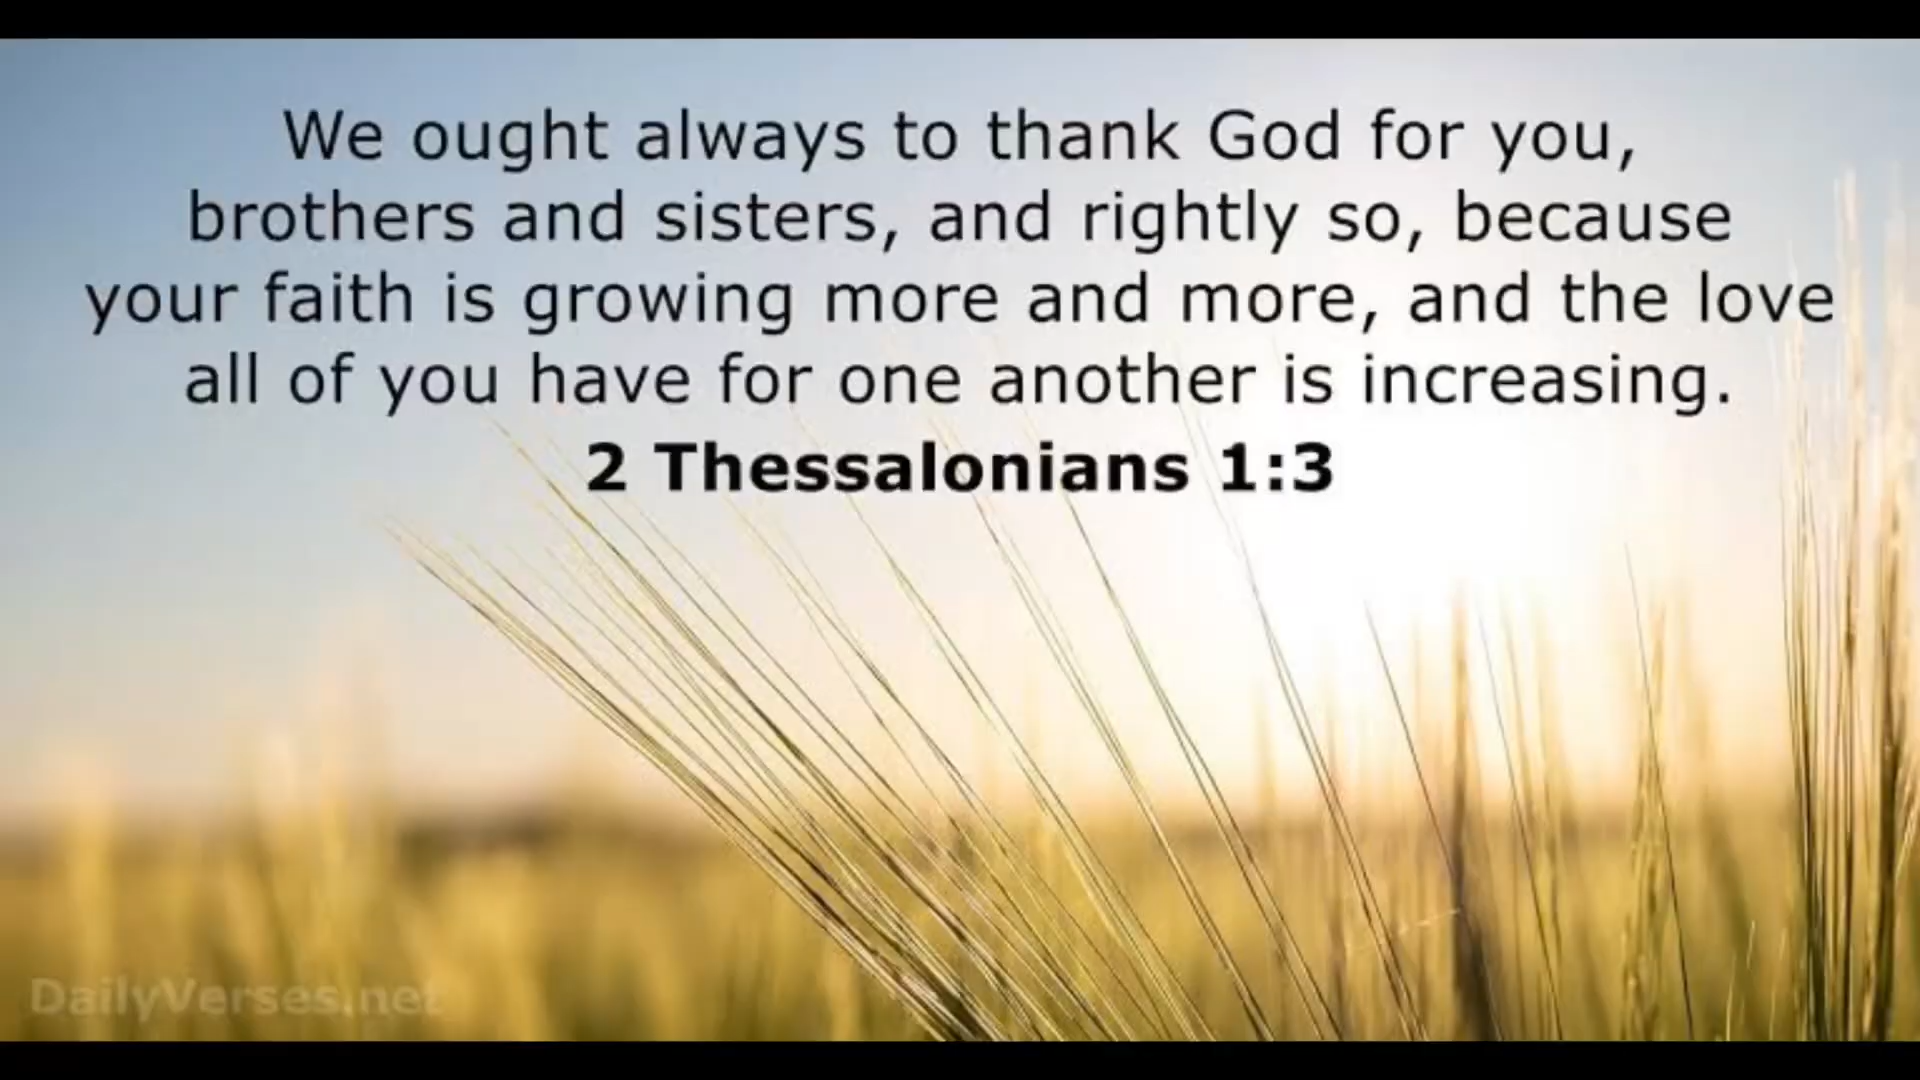 We ought always to thank God for you,
brothers and sisters, and rightly so, because
your faith is growing more and more, and the love
all of you have for one another is increasing.
2 Thessalonians 1:3
DailyVerses.net